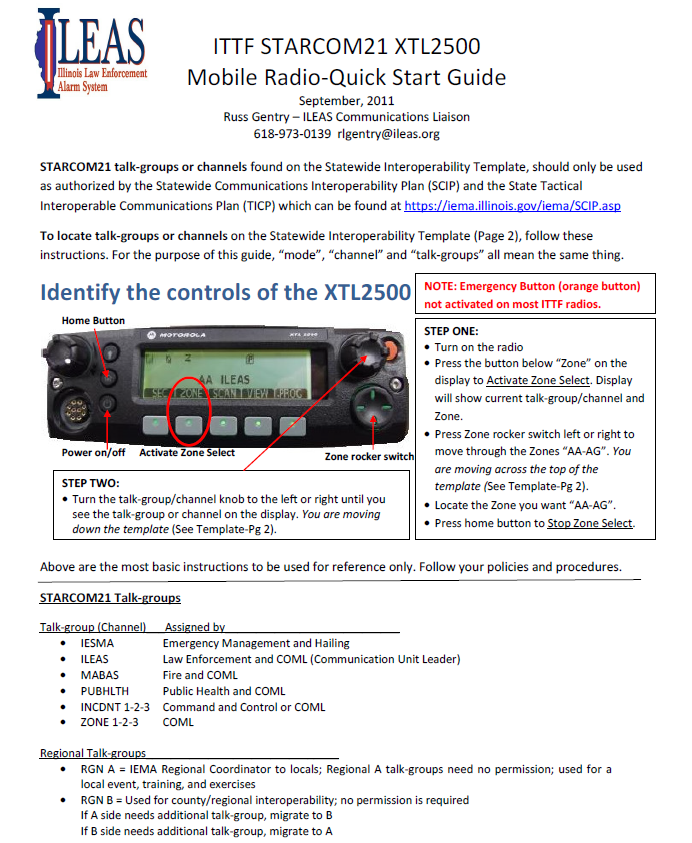 ILEAS
Illinois Law Enforcement
Alarm System
ITTF STARCOM21 XTL2500
Mobile Radio-Quick Start Guide
September, 2011
Russ Gentry – ILEAS Communications Liaison
618-973-0139 rlgentry@ileas.org
STARCOM21 talk-groups or channels found on the Statewide Interoperability Template, should only be used
as authorized by the Statewide Communications Interoperability Plan (SCIP) and the State Tactical
Interoperable Communications Plan (TICP) which can be found at https://iema.illinois.gov/iema/SCIP.asp
To locate talk-groups or channels on the Statewide Interoperability Template (Page 2), follow these
instructions. For the purpose of this guide, “mode”, “channel” and “talk-groups” all mean the same thing.
Identify the controls of the XTL2500
NOTE: Emergency Button (orange button)
not activated on most ITTF radios.
Home Button
MOTOROLA
XTL 2500
AA ILEAS
SEC ZONE SCAN VIEW PROG
Power on/off
Activate Zone Select
Zone rocker switch
STEP ONE:
• Turn on the radio
• Press the button below “Zone” on the
display to Activate Zone Select. Display
will show current talk-group/channel and
Zone.
• Press Zone rocker switch left or right to
move through the Zones “AA-AG”. You
are moving across the top of the
template (See Template-Pg 2).
• Locate the Zone you want “AA-AG”.
• Press home button to Stop Zone Select.
STEP TWO:
• Turn the talk-group/channel knob to the left or right until you
see the talk-group or channel on the display. You are moving
down the template (See Template-Pg 2).
Above are the most basic instructions to be used for reference only. Follow your policies and procedures.
STARCOM21 Talk-groups
Talk-group (Channel) Assigned by
• IESMA Emergency Management and Hailing
• ILEAS Law Enforcement and COML (Communication Unit Leader)
• MABAS Fire and COML
• PUBHLTH Public Health and COML
• INCDNT 1-2-3 Command and Control or COML
• ZONE 1-2-3 COML
Regional Talk-groups
• RGN A = IEMA Regional Coordinator to locals; Regional A talk-groups need no permission; used for a
local event, training, and exercises
• RGN B = Used for county/regional interoperability; no permission is required
If A side needs additional talk-group, migrate to B
If B side needs additional talk-group, migrate to A